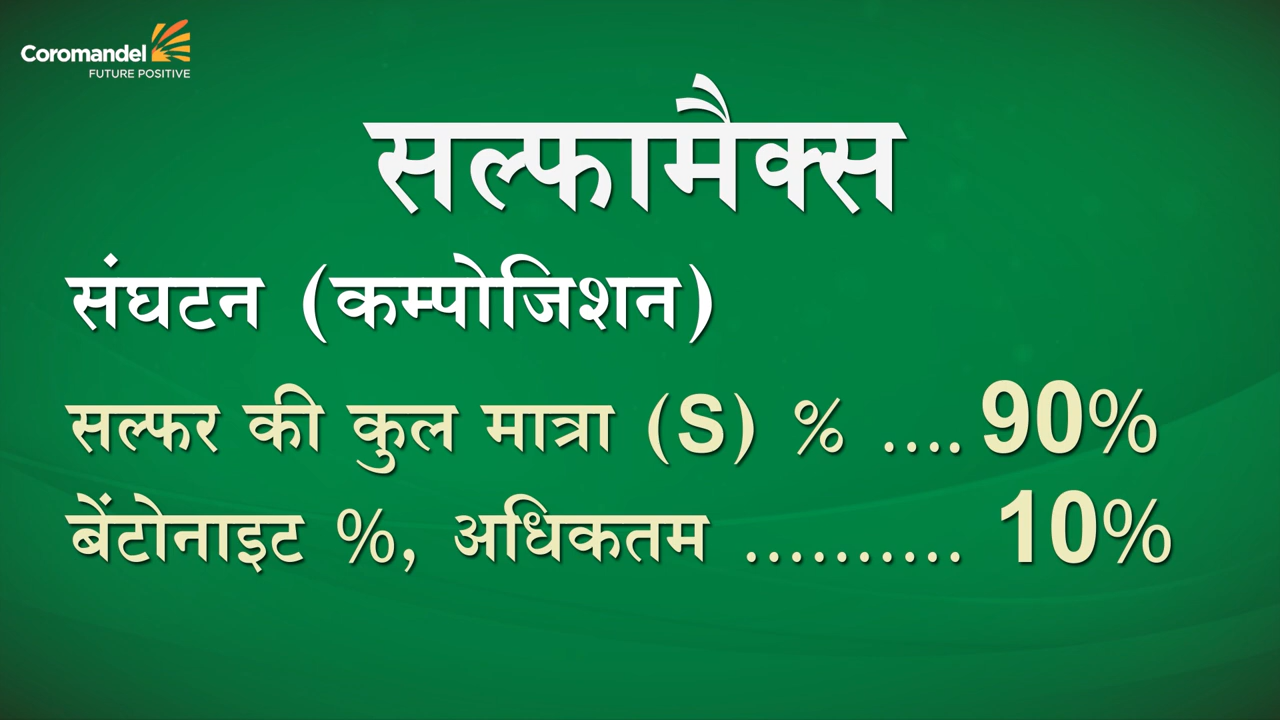 Coromandel
FUTURE POSITIVE
सल्फामैक्स
संघटन (कम्पोजिशन)
सल्फर की कुल मात्रा (S) % .... 90%
बेंटोनाइट %, अधिकतम .......... 10%